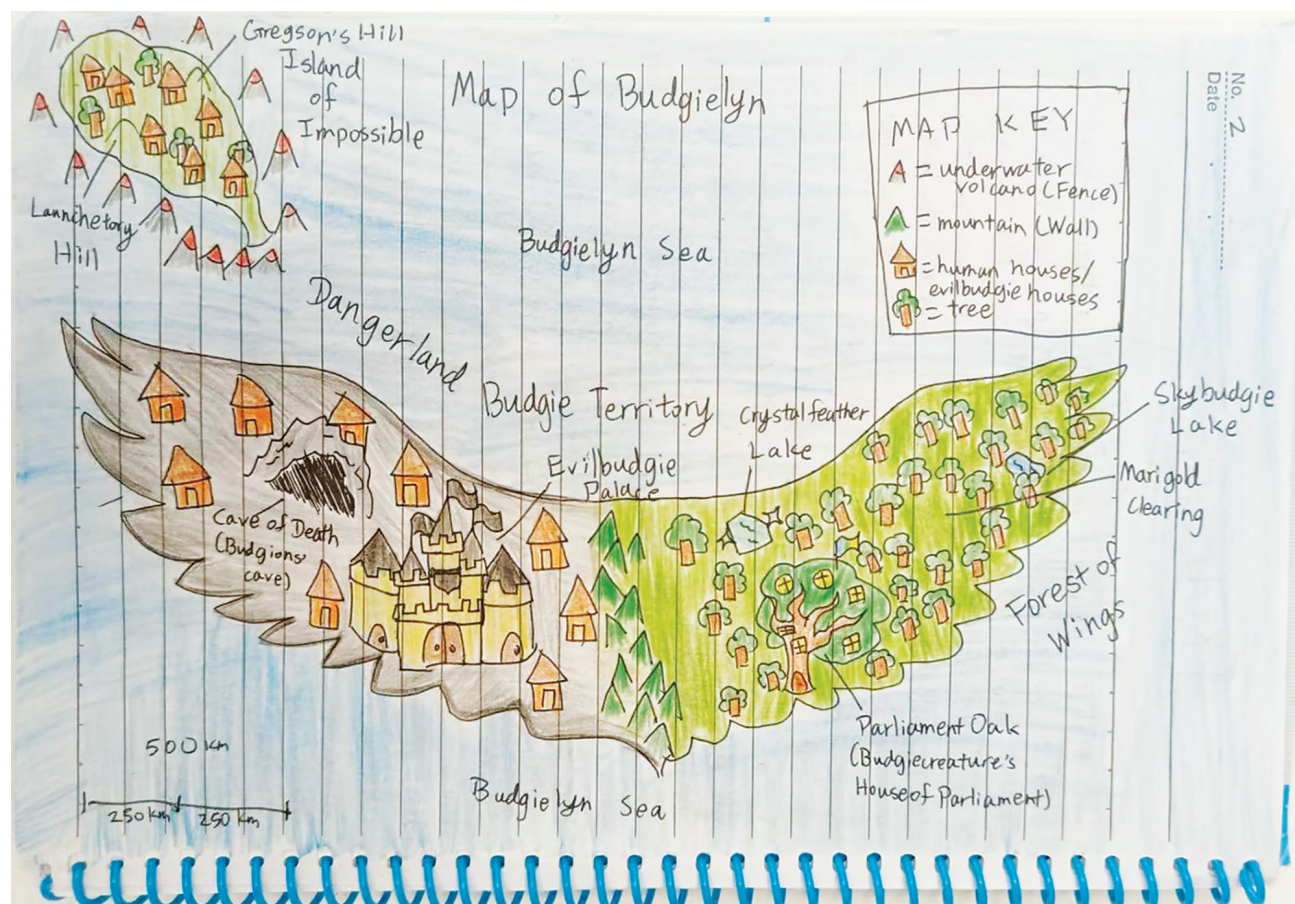 Gregson's Hill
Island
of
Impossible
Launchetory
Hill
Map of Budgielyn
No. 2
Date
MAP KEY
= underwater
volcano (Fence)
= mountain (Wall)
= human houses/
evilbudgie houses
= tree
Budgielyn Sea
Dangerland
Budgie Territory
Crystalfeather
Lake
Skybudgie
Lake
Evilbudgie
Palace
Marigold
Clearing
Cave of Death
(Budgions'
cave)
Forest of
Wings
Parliament Oak
(Budgiecreature's
House of Parliament)
500 km
250 km 250 km
Budgielyn Sea